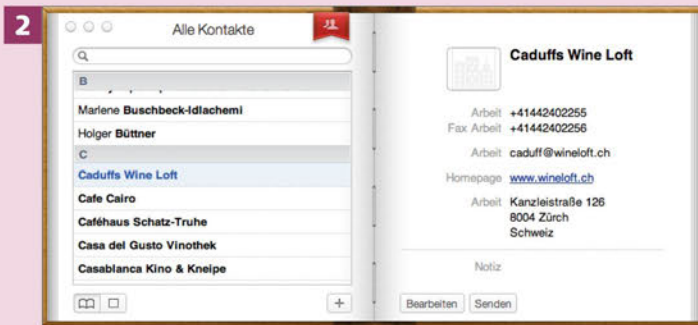 2
Alle Kontakte
B
Marlene Buschbeck-Idlachemi
Holger Büttner
C
Caduffs Wine Loft
Cafe Cairo
Caféhaus Schatz-Truhe
Casa del Gusto Vinothek
Casablanca Kino & Kneipe
+
Caduffs Wine Loft
Arbeit +41442402255
Fax Arbeit +41442402256
Arbeit caduff@wineloft.ch
Homepage www.wineloft.ch
Arbeit Kanzleistraße 126
8004 Zürich
Schweiz
Notiz
Bearbeiten Senden